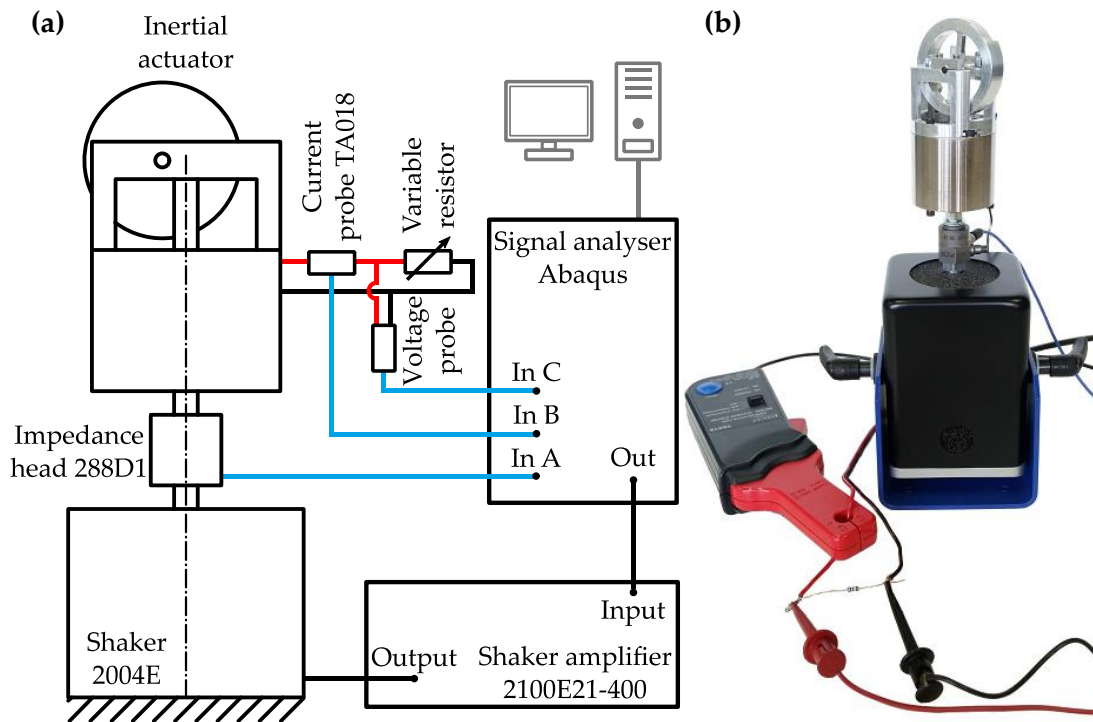 (a)
Inertial
actuator
Current
probe TA018
Variable
resistor
Voltage
probe
Signal analyser
Abaqus
In C
In B
In A
Out
Impedance
head 288D1
Shaker
2004E
Input
Output
Shaker amplifier
2100E21-400
(b)